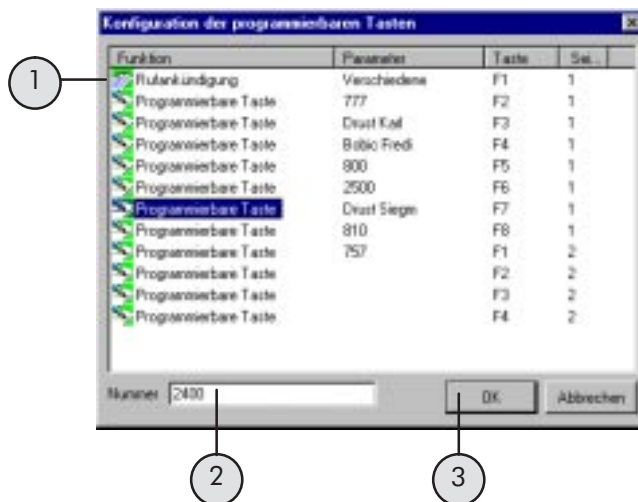 Konfiguration der programmierbaren Tasten
Funktion Parameter Taste Sei...
1
Rufankündigung Verschiedene F1 1
Programmierbare Taste 777 F2 1
Programmierbare Taste Drust Karl F3 1
Programmierbare Taste Bobic Fredi F4 1
Programmierbare Taste 800 F5 1
Programmierbare Taste 2500 F6 1
Programmierbare Taste Drust Siegm F7 1
Programmierbare Taste 810 F8 1
Programmierbare Taste 757 F1 2
Programmierbare Taste F2 2
Programmierbare Taste F3 2
Programmierbare Taste F4 2
Nummer 2400 OK Abbrechen
2 3